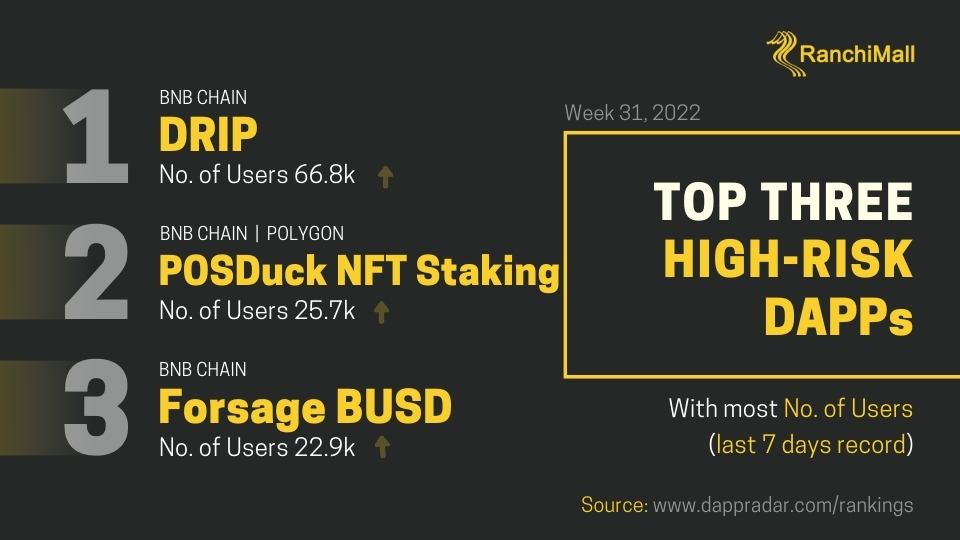 RanchiMall
1
BNB CHAIN
DRIP
No. of Users 66.8k
2
BNB CHAIN | POLYGON
POSDuck NFT Staking
No. of Users 25.7k
3
BNB CHAIN
Forsage BUSD
No. of Users 22.9k
Week 31, 2022
TOP THREE
HIGH-RISK
DAPPs
With most No. of Users
(last 7 days record)
Source: www.dappradar.com/rankings